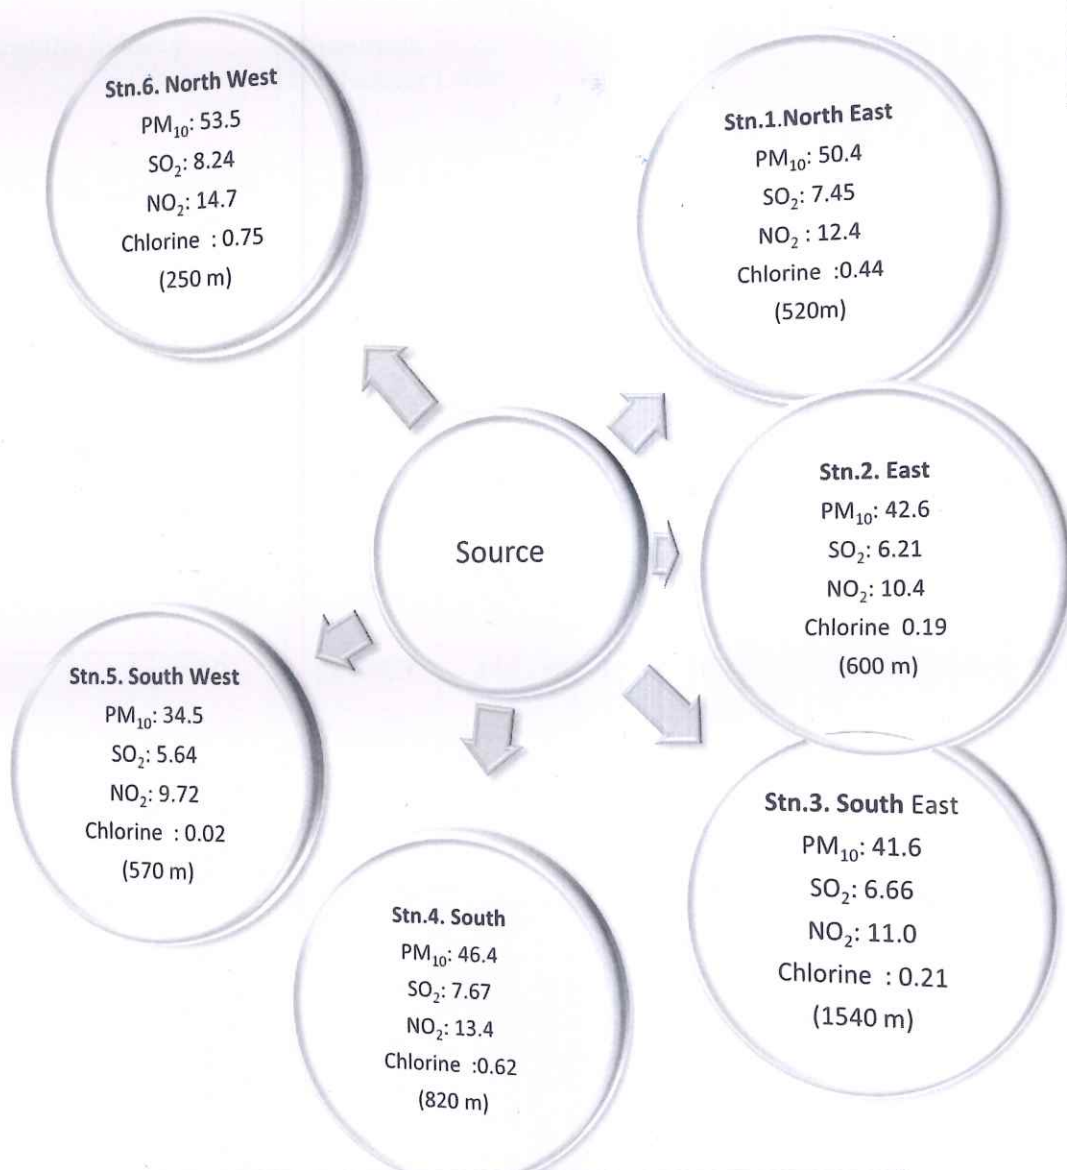 Stn.6. North West
PM₁₀: 53.5
SO₂: 8.24
NO₂: 14.7
Chlorine : 0.75
(250 m)
Stn.1.North East
PM₁₀: 50.4
SO₂: 7.45
NO₂ : 12.4
Chlorine :0.44
(520m)
Source
Stn.2. East
PM₁₀: 42.6
SO₂: 6.21
NO₂: 10.4
Chlorine 0.19
(600 m)
Stn.3. South East
PM₁₀: 41.6
SO₂: 6.66
NO₂: 11.0
Chlorine : 0.21
(1540 m)
Stn.4. South
PM₁₀: 46.4
SO₂: 7.67
NO₂: 13.4
Chlorine :0.62
(820 m)
Stn.5. South West
PM₁₀: 34.5
SO₂: 5.64
NO₂: 9.72
Chlorine : 0.02
(570 m)